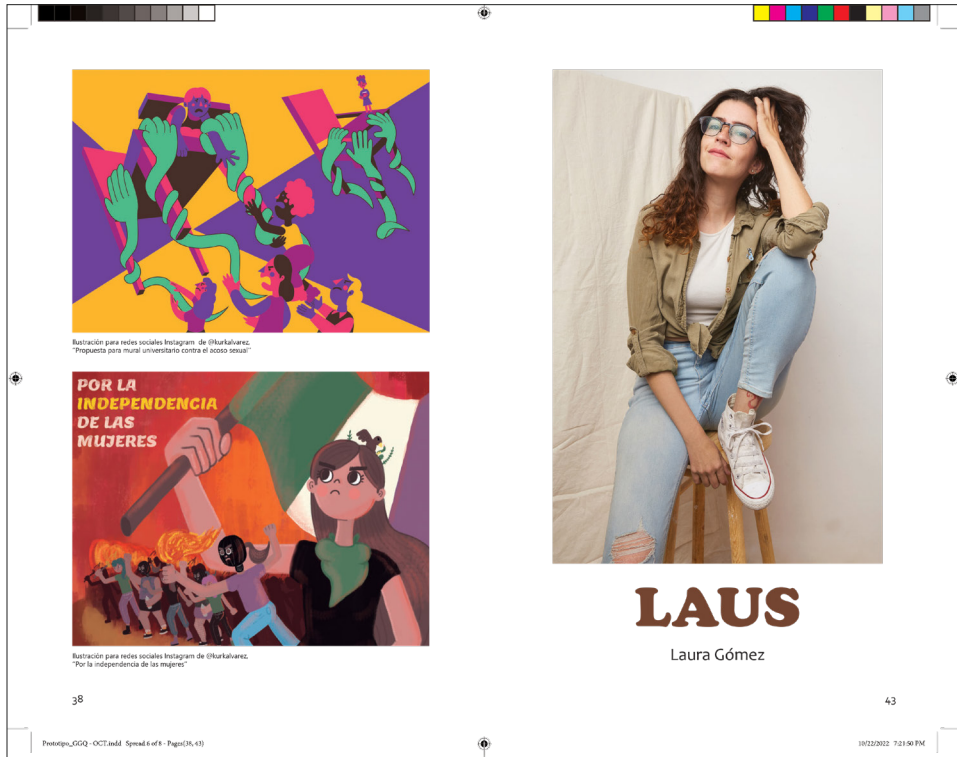 Ilustración para redes sociales Instagram  de @kurkalvarez.
“Propuesta para mural universitario contra el acoso sexual”
POR LA
INDEPENDENCIA
DE LAS
MUJERES
Ilustración para redes sociales Instagram de @kurkalvarez.
“Por la independencia de las mujeres”
38
LAUS
Laura Gómez
43
Prototipo_GGQ - OCT.indd  Spread 6 of 8 - Pages(38, 43)
10/22/2022  7:21:50 PM